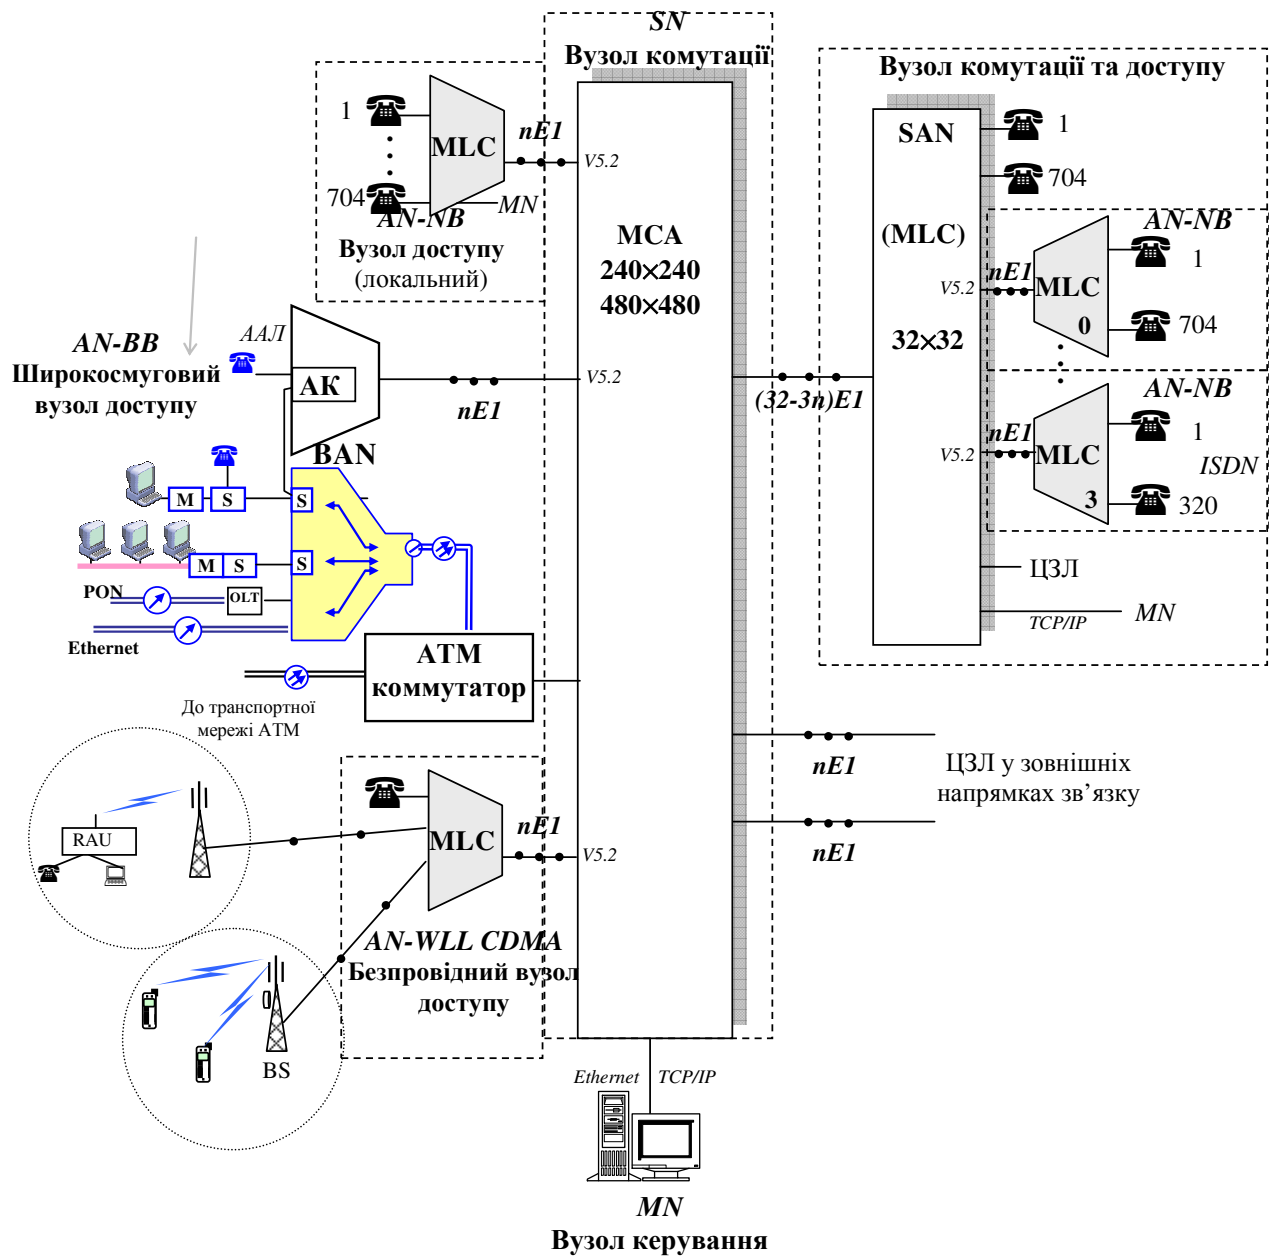 SN
Вузол комутації
Вузол комутації та доступу
1
MLC
704
nE1
V5.2
MN
AN-NB
Вузол доступу
(локальний)
MCA
240×240
480×480
SAN
(MLC)
32×32
1
704
AN-NB
nE1
V5.2
MLC
0
1
704
AN-NB
nE1
V5.2
MLC
3
1
ISDN
320
ЦЗЛ
TCP/IP
MN
(32-3n)E1
AN-BB
Широкосмуговий
вузол доступу
ААЛ
АК
nE1
V5.2
BAN
M
S
S
M
S
S
PON
OLT
Ethernet
АТМ
коммутатор
До транспортної
мережі АТМ
nE1
nE1
ЦЗЛ у зовнішніх
напрямках зв’язку
RAU
MLC
nE1
V5.2
AN-WLL CDMA
Безпровідний вузол
доступу
BS
Ethernet
TCP/IP
MN
Вузол керування